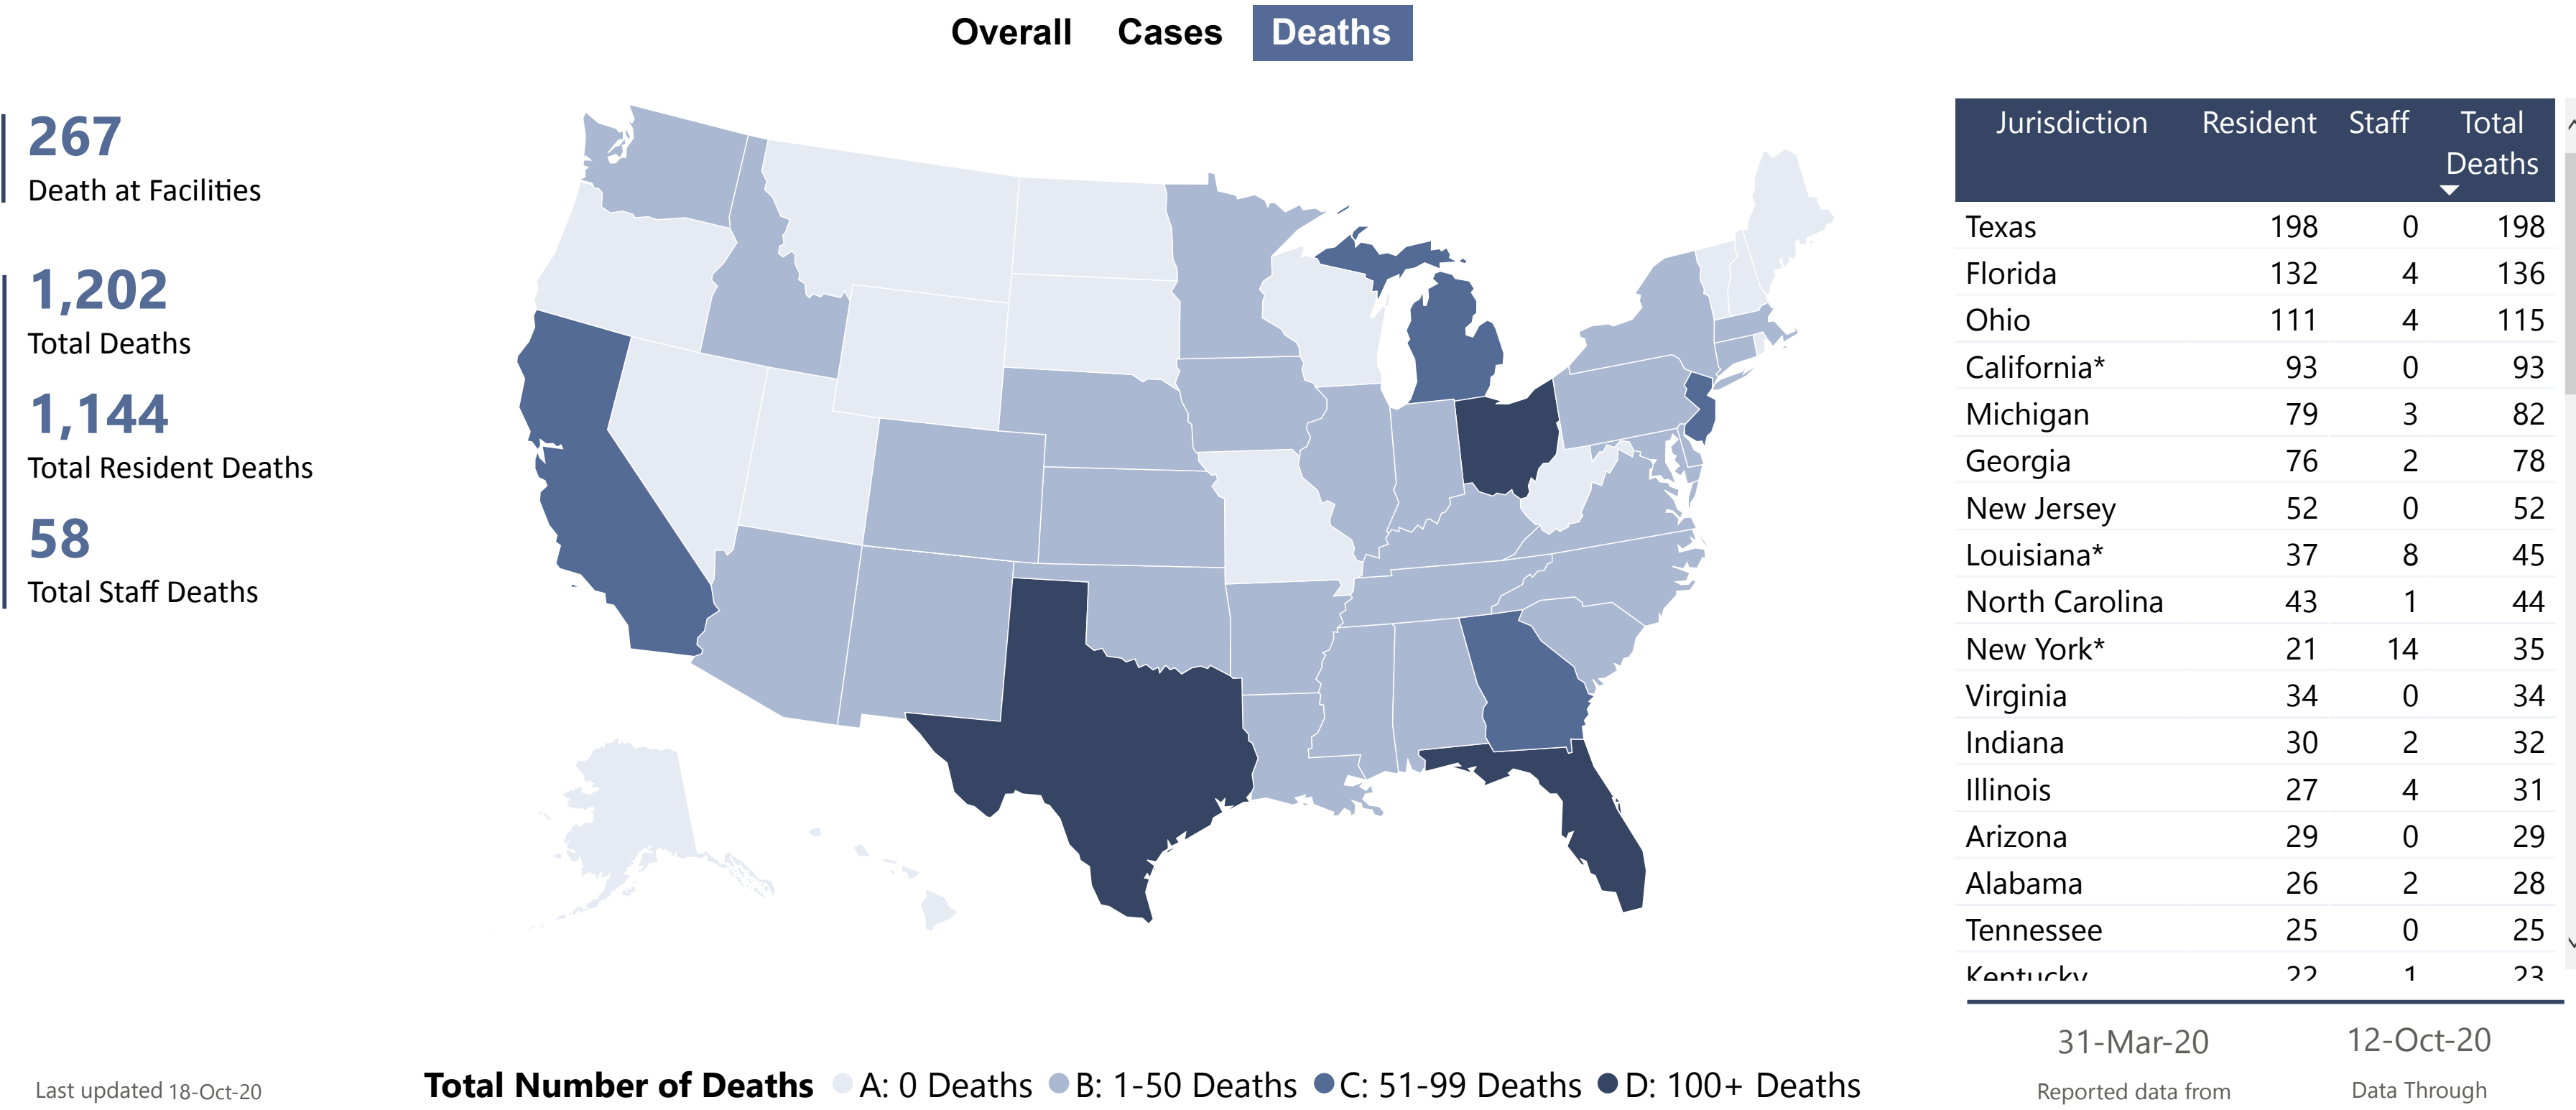 Overall Cases Deaths
267
Death at Facilities
1,202
Total Deaths
1,144
Total Resident Deaths
58
Total Staff Deaths
Jurisdiction Resident Staff Total Deaths
Texas 198 0 198
Florida 132 4 136
Ohio 111 4 115
California* 93 0 93
Michigan 79 3 82
Georgia 76 2 78
New Jersey 52 0 52
Louisiana* 37 8 45
North Carolina 43 1 44
New York* 21 14 35
Virginia 34 0 34
Indiana 30 2 32
Illinois 27 4 31
Arizona 29 0 29
Alabama 26 2 28
Tennessee 25 0 25
Kentucky 22 1 23
31-Mar-20 12-Oct-20
Reported data from Data Through
Last updated 18-Oct-20
Total Number of Deaths A: 0 Deaths B: 1-50 Deaths C: 51-99 Deaths D: 100+ Deaths